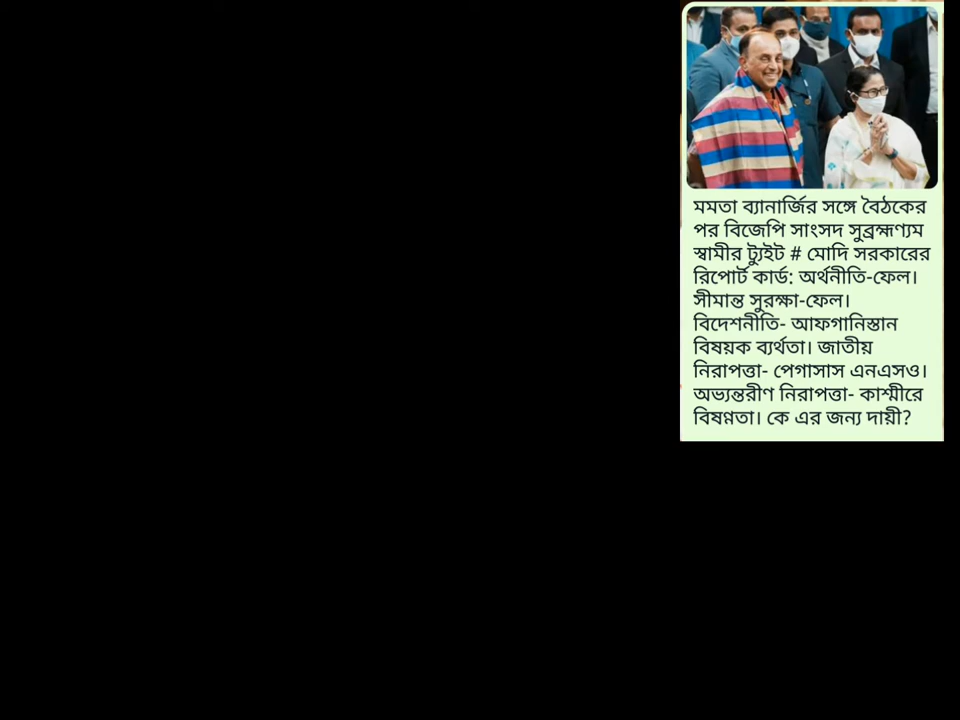 মমতা ব্যানার্জির সঙ্গে বৈঠকের
পর বিজেপি সাংসদ সুব্রহ্মণ্যম
স্বামীর ট্যুইট # মোদি সরকারের
রিপোর্ট কার্ড: অর্থনীতি-ফেল।
সীমান্ত সুরক্ষা-ফেল।
বিদেশনীতি- আফগানিস্তান
বিষয়ক ব্যর্থতা। জাতীয়
নিরাপত্তা- পেগাসাস এনএসও।
অভ্যন্তরীণ নিরাপত্তা- কাশ্মীরে
বিষণ্নতা। কে এর জন্য দায়ী?